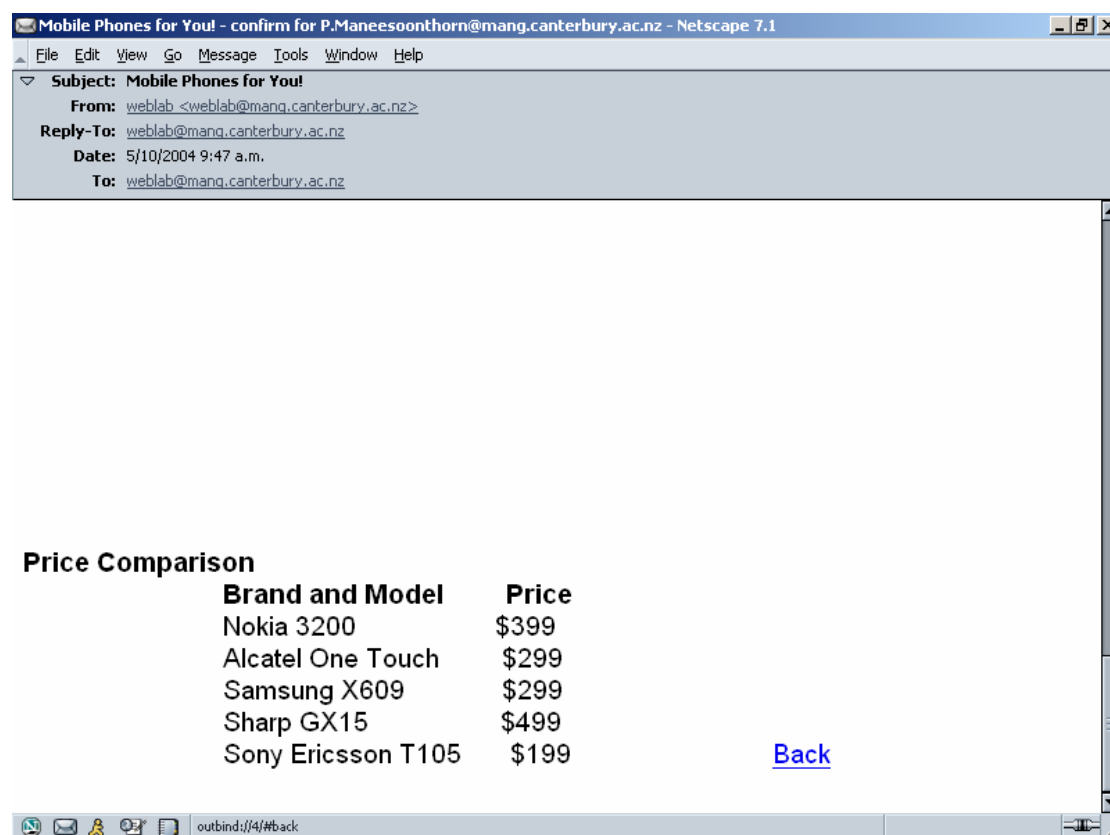 Mobile Phones for You! - confirm for P.Maneesoonthorn@mang.canterbury.ac.nz - Netscape 7.1
File Edit View Go Message Tools Window Help
Subject: Mobile Phones for You!
From: weblab <weblab@mang.canterbury.ac.nz>
Reply-To: weblab@mang.canterbury.ac.nz
Date: 5/10/2004 9:47 a.m.
To: weblab@mang.canterbury.ac.nz
Price Comparison
Brand and Model Price
Nokia 3200 $399
Alcatel One Touch $299
Samsung X609 $299
Sharp GX15 $499
Sony Ericsson T105 $199 Back
outbind://4/#back